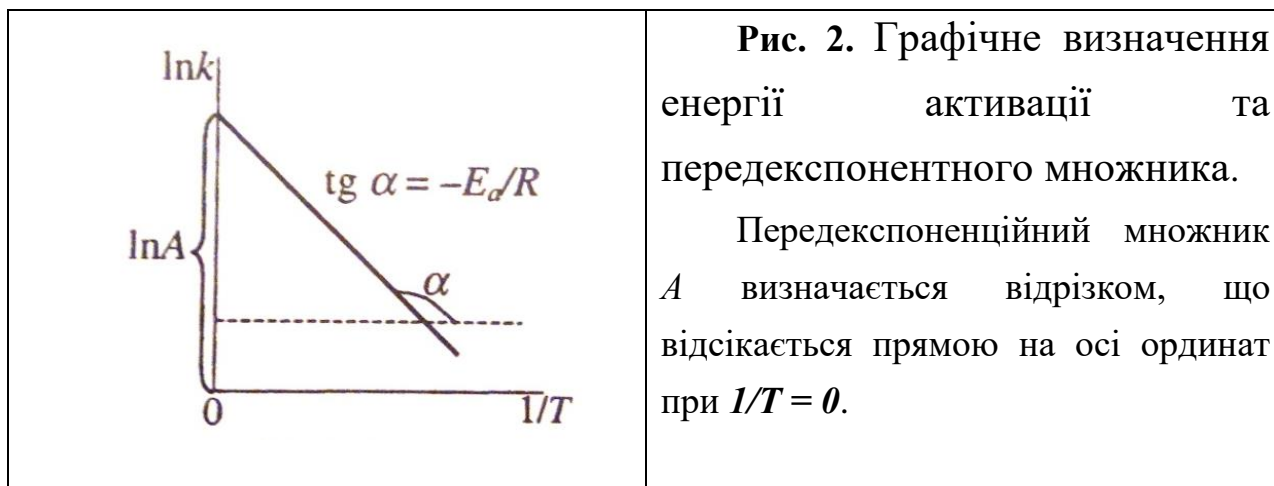 lnk
tg α = –Eₐ/R
lnA
α
0
1/T
Рис. 2. Графічне визначення
енергії активації та
передекспонентного множника.
Передекспоненційний множник
A визначається відрізком, що
відсікається прямою на осі ординат
при 1/T = 0.